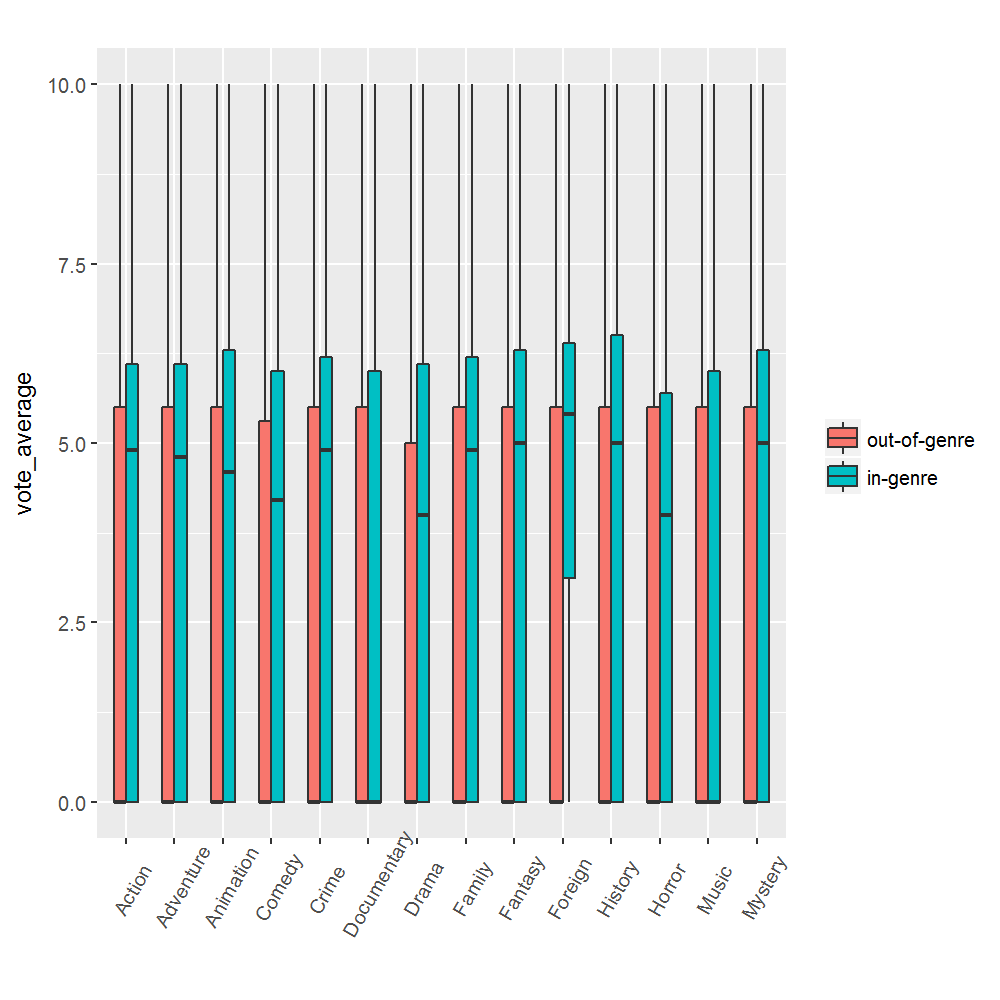 vote_average
10.0
7.5
5.0
2.5
0.0
Action
Adventure
Animation
Comedy
Crime
Documentary
Drama
Family
Fantasy
Foreign
History
Horror
Music
Mystery
out-of-genre
in-genre